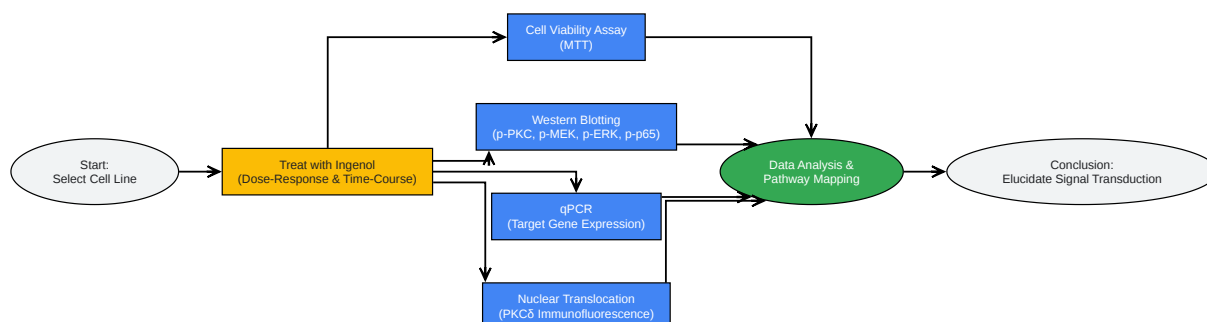 Cell Viability Assay
(MTT)
Western Blotting
(p-PKC, p-MEK, p-ERK, p-p65)
Start:
Select Cell Line
Treat with Ingenol
(Dose-Response & Time-Course)
Data Analysis &
Pathway Mapping
Conclusion:
Elucidate Signal Transduction
qPCR
(Target Gene Expression)
Nuclear Translocation
(PKCδ Immunofluorescence)